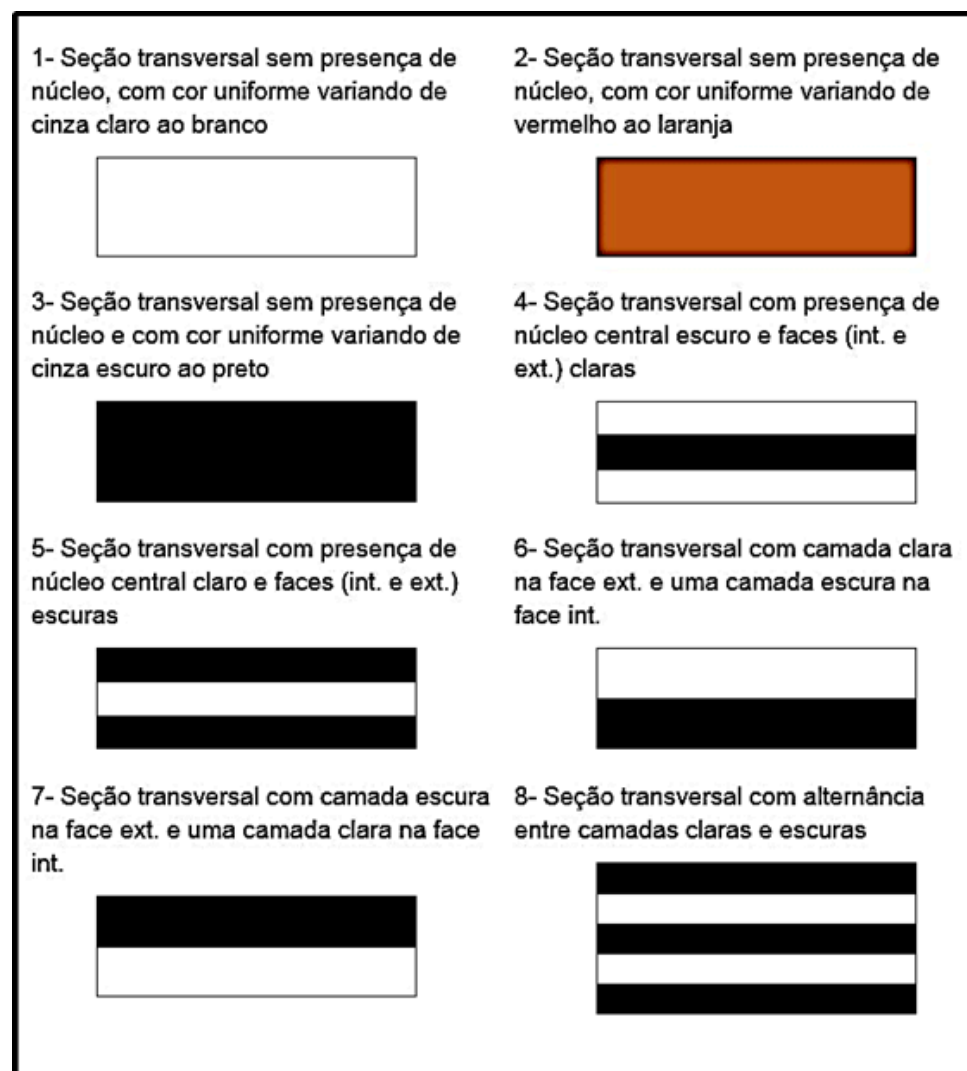 1- Seção transversal sem presença de
núcleo, com cor uniforme variando de
cinza claro ao branco
2- Seção transversal sem presença de
núcleo, com cor uniforme variando de
vermelho ao laranja
3- Seção transversal sem presença de
núcleo e com cor uniforme variando de
cinza escuro ao preto
4- Seção transversal com presença de
núcleo central escuro e faces (int. e
ext.) claras
5- Seção transversal com presença de
núcleo central claro e faces (int. e ext.)
escuras
6- Seção transversal com camada clara
na face ext. e uma camada escura na
face int.
7- Seção transversal com camada escura
na face ext. e uma camada clara na face
int.
8- Seção transversal com alternância
entre camadas claras e escuras